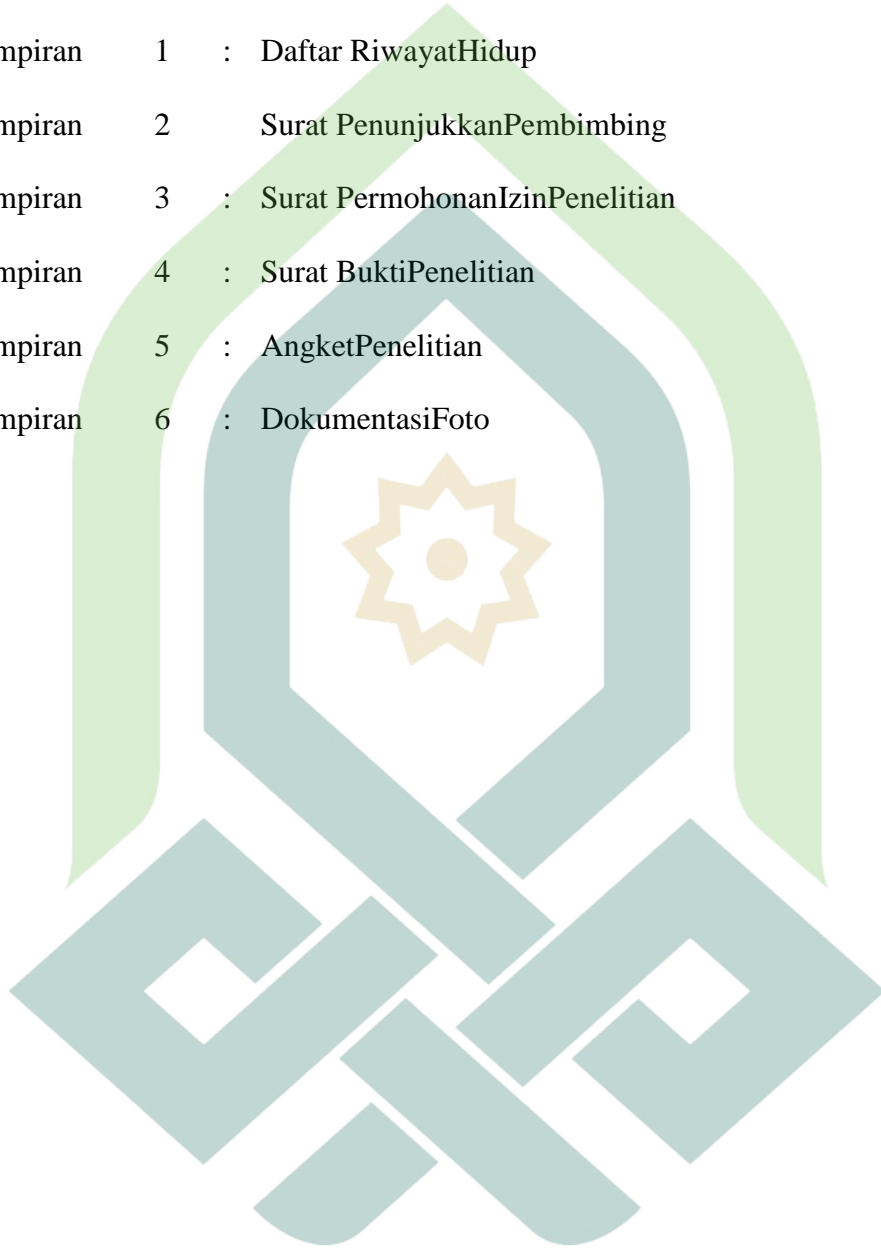 mpiran 1 : Daftar RiwayatHidup
mpiran 2 Surat PenunjukkanPembimbing
mpiran 3 : Surat PermohonanIzinPenelitian
mpiran 4 : Surat BuktiPenelitian
mpiran 5 : AngketPenelitian
mpiran 6 : DokumentasiFoto